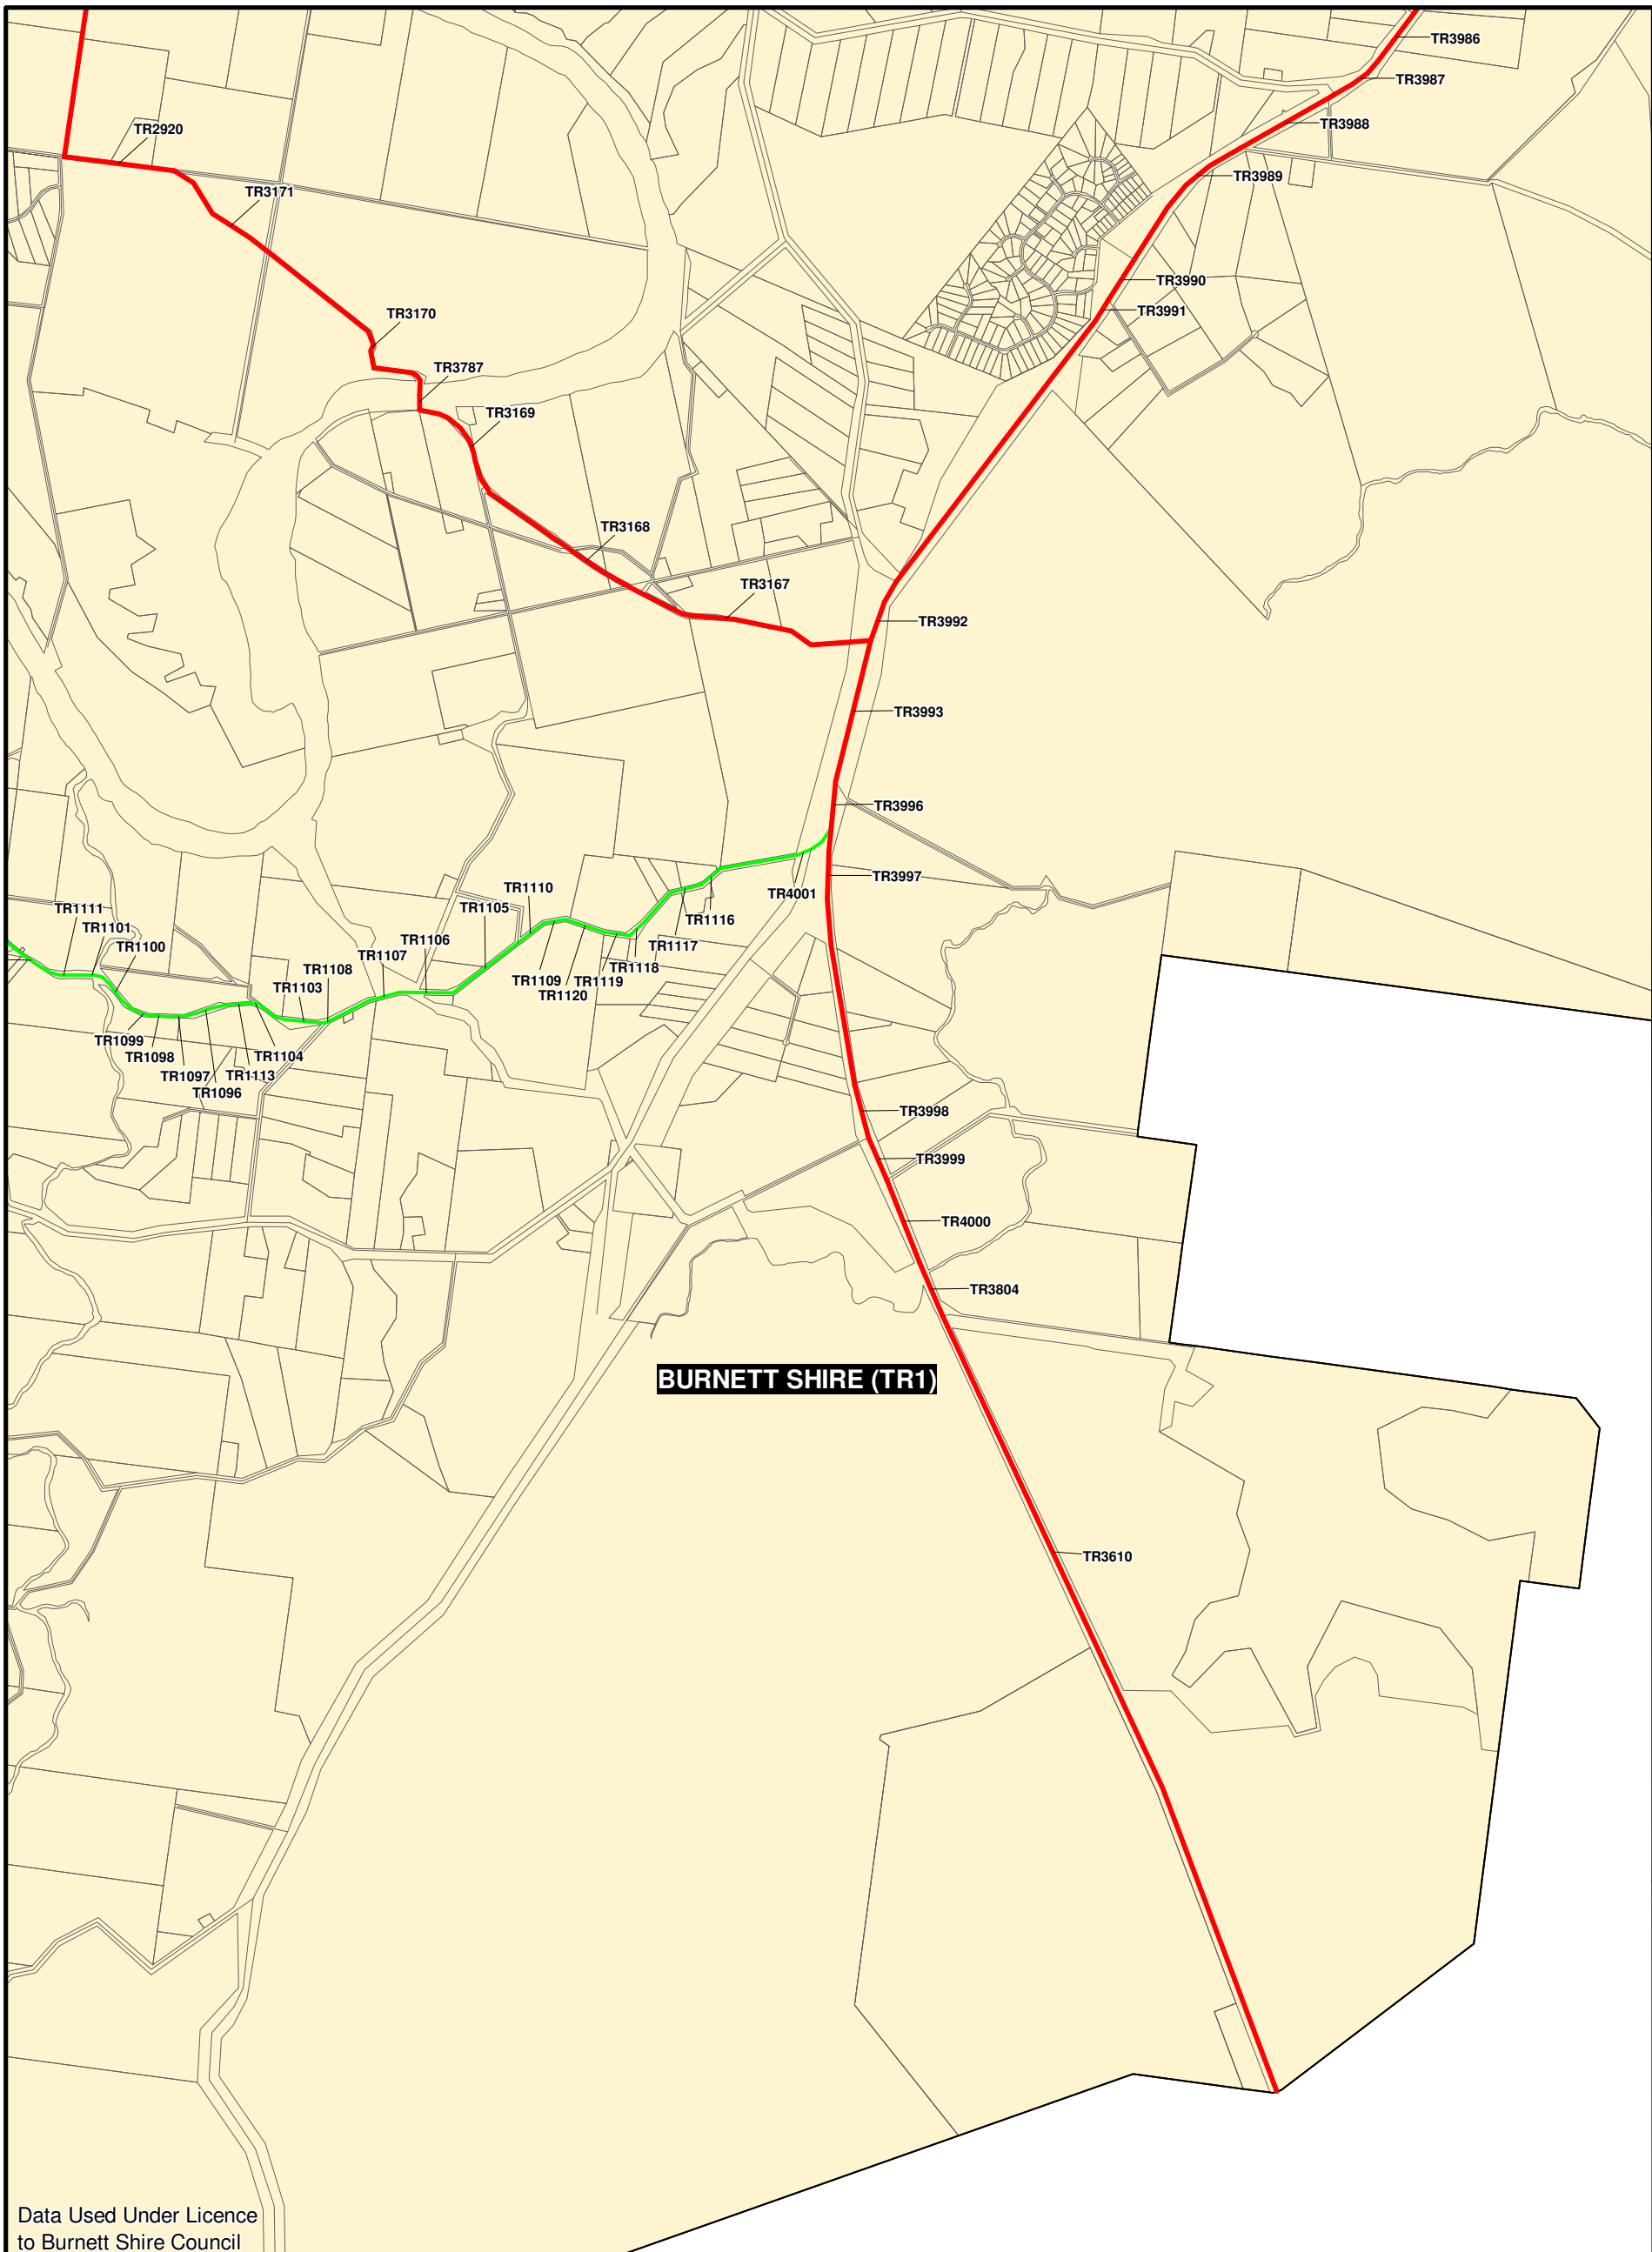 TR3986
TR3987
TR3988
TR2920
TR3989
TR3171
TR3990
TR3991
TR3170
TR3787
TR3169
TR3168
TR3167
TR3992
TR3993
TR3996
TR3997
TR4001
TR1110
TR1105
TR1116
TR1111
TR1101
TR1106
TR1100
TR1117
TR1107
TR1118
TR1108
TR1109
TR1119
TR1120
TR1103
TR1099
TR1098
TR1104
TR1097
TR1113
TR1096
TR3998
TR3999
TR4000
TR3804
BURNETT SHIRE (TR1)
TR3610
Data Used Under Licence
to Burnett Shire Council